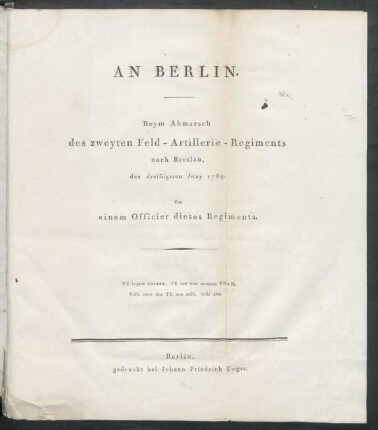 AN BERLIN.
Beym Abmarsch
des zweyten Feld-Artillerie-Regiments
nach Breslau,
den dreißigsten Juny 1789.
Von
einem Officier dieses Regiments.
Berlin,
gedruckt bei Johann Friedrich Unger.